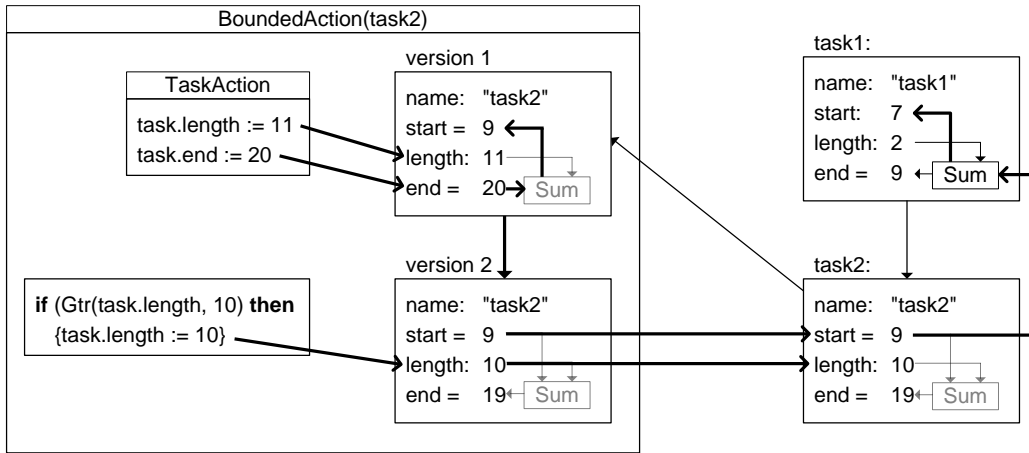 BoundedAction(task2)
TaskAction
task.length := 11
task.end := 20
version 1
name: "task2"
start = 9
length: 11
end = 20 Sum
if (Gtr(task.length, 10) then
{task.length := 10}
version 2
name: "task2"
start = 9
length: 10
end = 19 Sum
task1:
name: "task1"
start: 7
length: 2
end = 9 Sum
task2:
name: "task2"
start = 9
length: 10
end = 19 Sum